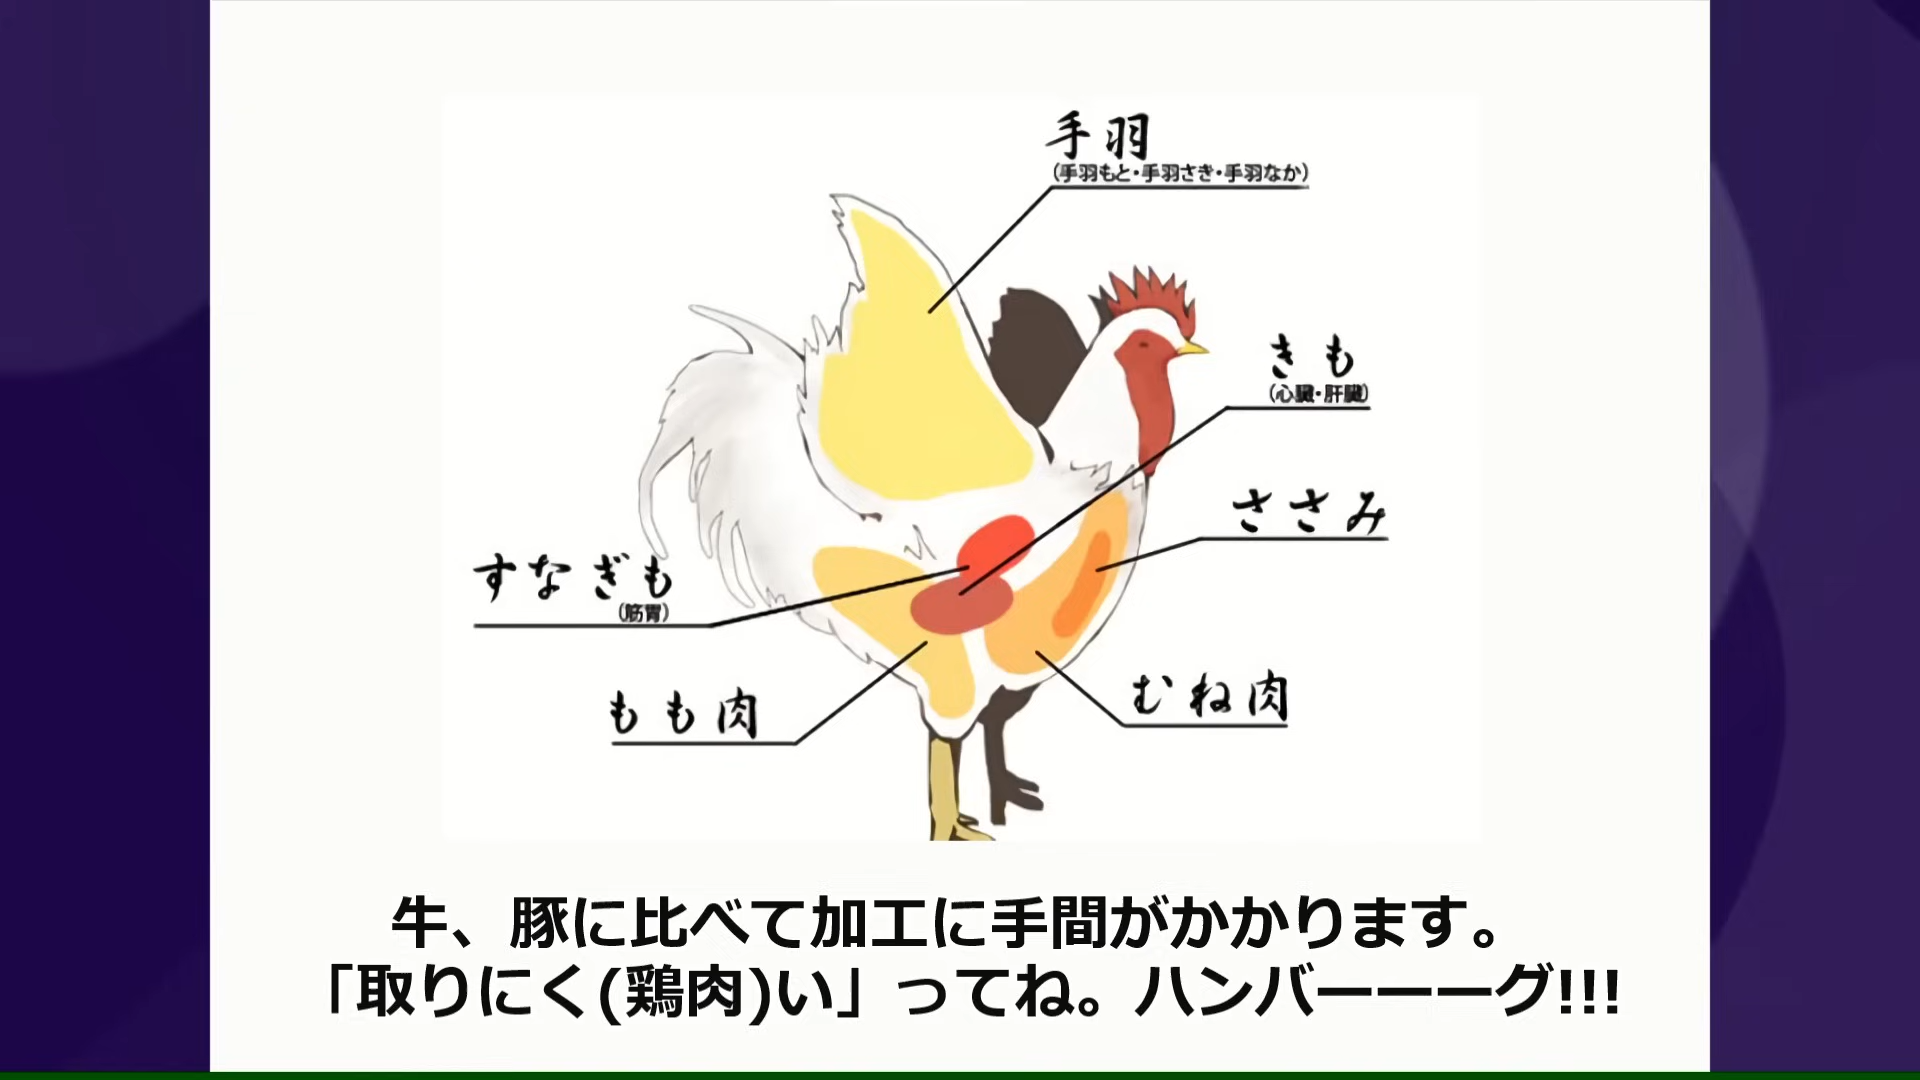 手羽
(手羽もと・手羽さき・手羽なか)
きも
(心臓・肝臓)
ささみ
すなぎも
(筋胃)
もも肉
むね肉
牛、豚に比べて加工に手間がかかります。
「取りにく(鶏肉)い」ってね。ハンバーーーグ!!!